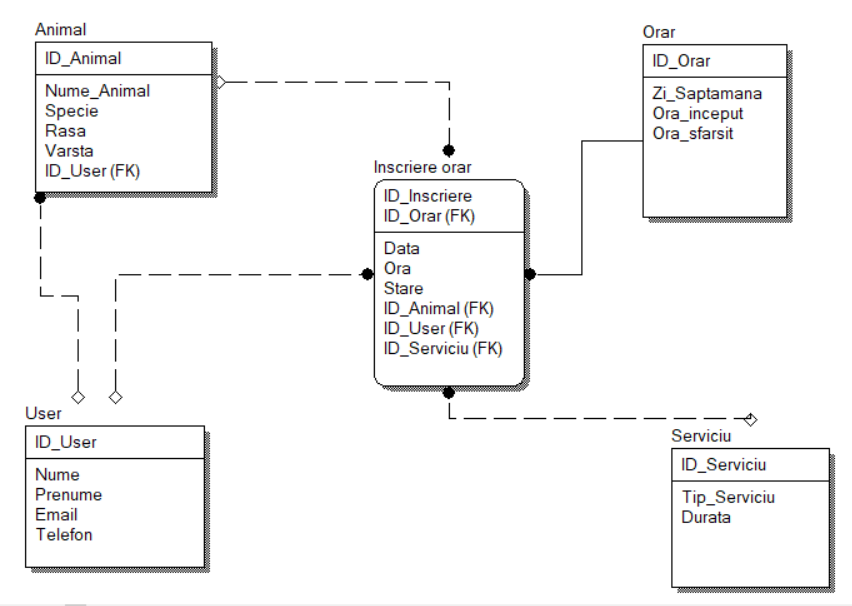 Animal
ID_Animal
Nume_Animal
Specie
Rasa
Varsta
ID_User (FK)
Orar
ID_Orar
Zi_Saptamana
Ora_inceput
Ora_sfarsit
Inscriere orar
ID_Inscriere
ID_Orar (FK)
Data
Ora
Stare
ID_Animal (FK)
ID_User (FK)
ID_Serviciu (FK)
User
ID_User
Nume
Prenume
Email
Telefon
Serviciu
ID_Serviciu
Tip_Serviciu
Durata